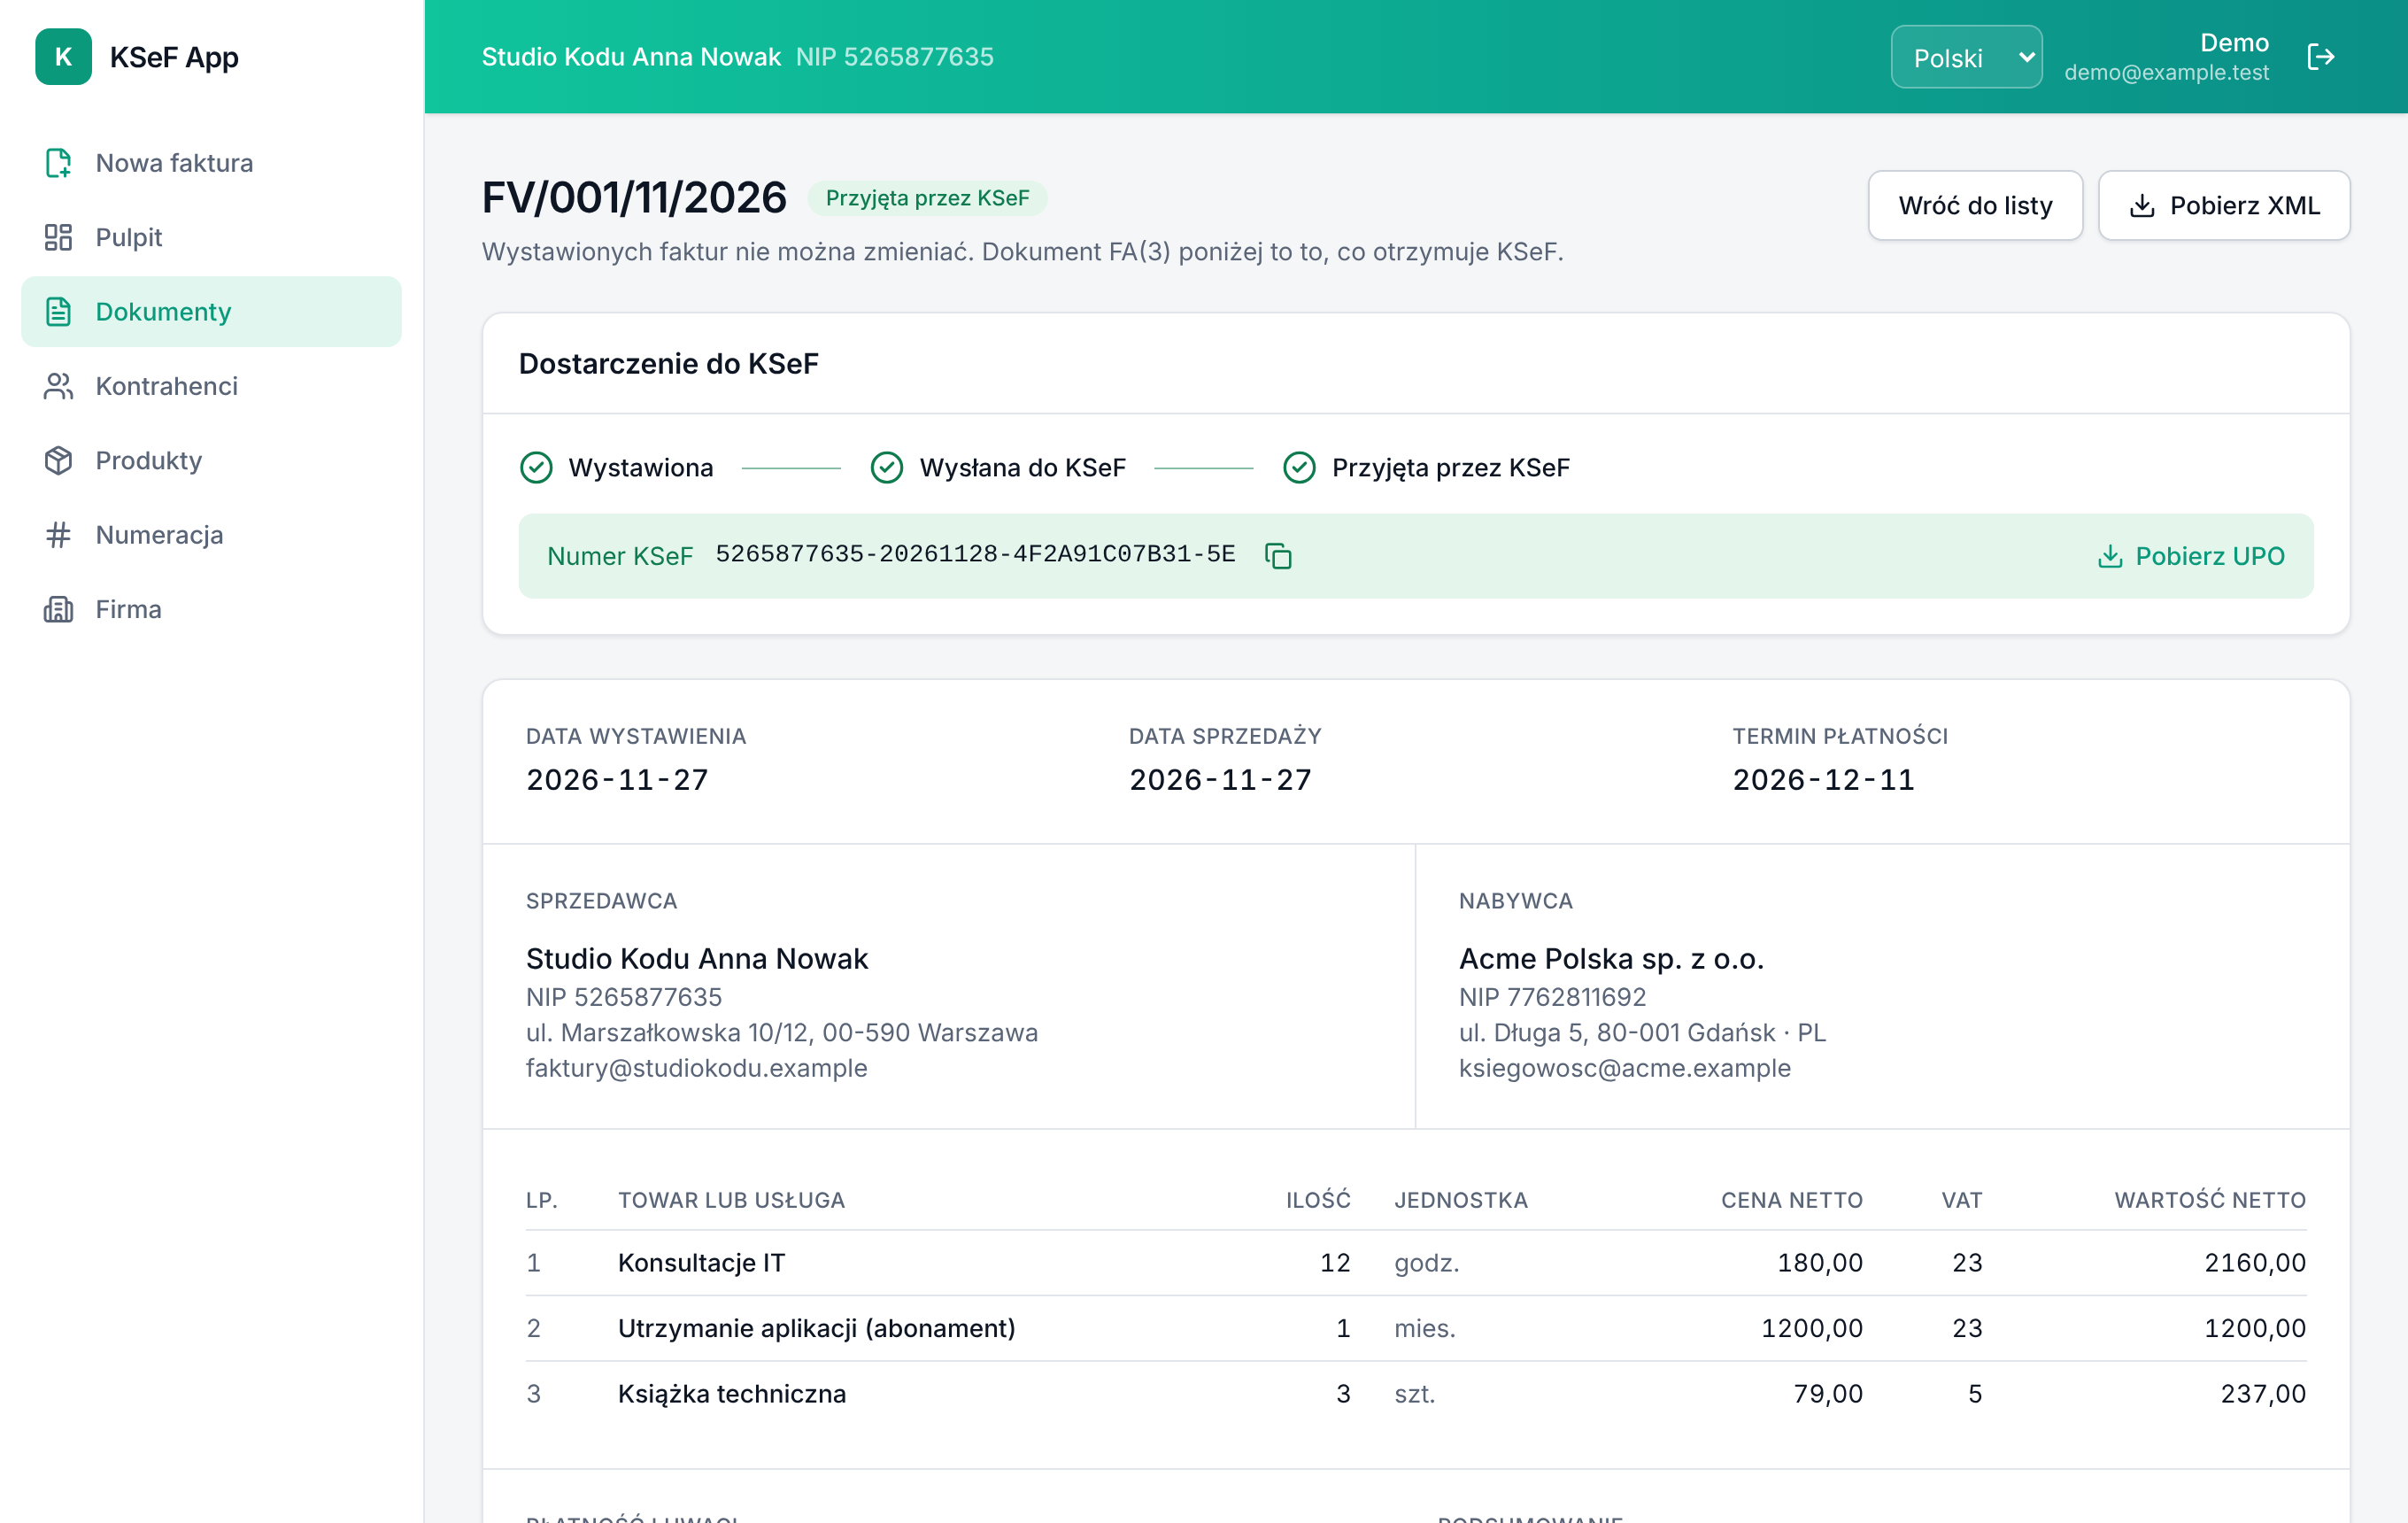 K KSeF App
Studio Kodu Anna Nowak NIP 5265877635
Polski
Demo
demo@example.test
Nowa faktura
Pulpit
Dokumenty
Kontrahenci
Produkty
Numeracja
Firma
FV/001/11/2026 Przyjęta przez KSeF
Wystawionych faktur nie można zmieniać. Dokument FA(3) poniżej to to, co otrzymuje KSeF.
Wróć do listy
Pobierz XML
Dostarczenie do KSeF
Wystawiona Wysłana do KSeF Przyjęta przez KSeF
Numer KSeF 5265877635-20261128-4F2A91C07B31-5E Pobierz UPO
DATA WYSTAWIENIA DATA SPRZEDAŻY TERMIN PŁATNOŚCI
2026-11-27 2026-11-27 2026-12-11
SPRZEDAWCA
Studio Kodu Anna Nowak
NIP 5265877635
ul. Marszałkowska 10/12, 00-590 Warszawa
faktury@studiokodu.example
NABYWCA
Acme Polska sp. z o.o.
NIP 7762811692
ul. Długa 5, 80-001 Gdańsk · PL
ksiegowosc@acme.example
LP. TOWAR LUB USŁUGA ILOŚĆ JEDNOSTKA CENA NETTO VAT WARTOŚĆ NETTO
1 Konsultacje IT 12 godz. 180,00 23 2160,00
2 Utrzymanie aplikacji (abonament) 1 mies. 1200,00 23 1200,00
3 Książka techniczna 3 szt. 79,00 5 237,00